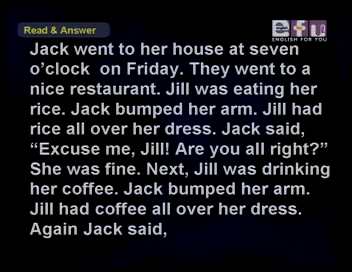 Read & Answer
efu
ENGLISH FOR YOU
Jack went to her house at seven
o’clock on Friday. They went to a
nice restaurant. Jill was eating her
rice. Jack bumped her arm. Jill had
rice all over her dress. Jack said,
“Excuse me, Jill! Are you all right?”
She was fine. Next, Jill was drinking
her coffee. Jack bumped her arm.
Jill had coffee all over her dress.
Again Jack said,